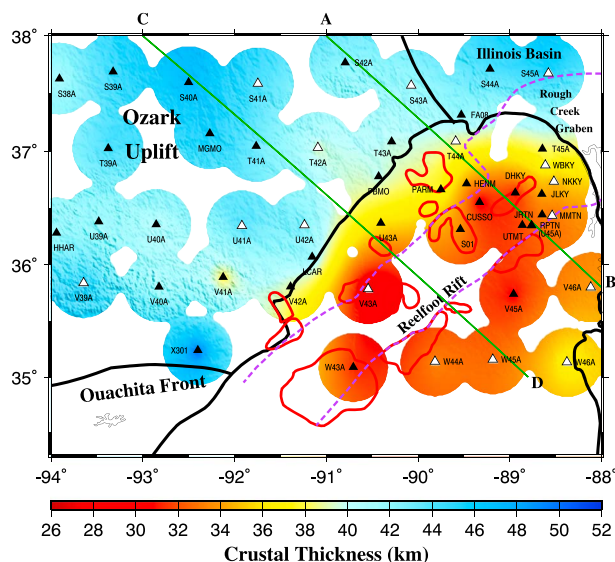 C A
38°
Illinois Basin
S42A
S38A S39A S40A S41A S43A S44A S45A
Rough
Creek
Graben
Ozark
Uplift
FA08
37°
T39A MGMO T41A T42A T43A T44A T45A
WBKY
PBMO PARM HENM DHKY NKKY
JLKY
CUSSO JRTN MMTN
HHAR U39A U40A U41A U42A U43A S01 UTMT RPTN
(U45A)
36°
LCAR
V39A V40A V41A V42A V43A V45A V46A B
Reelfoot Rift
X301 W43A W44A W45A W46A
35°
Ouachita Front
D
-94° -93° -92° -91° -90° -89° -88°
26 28 30 32 34 36 38 40 42 44 46 48 50 52
Crustal Thickness (km)